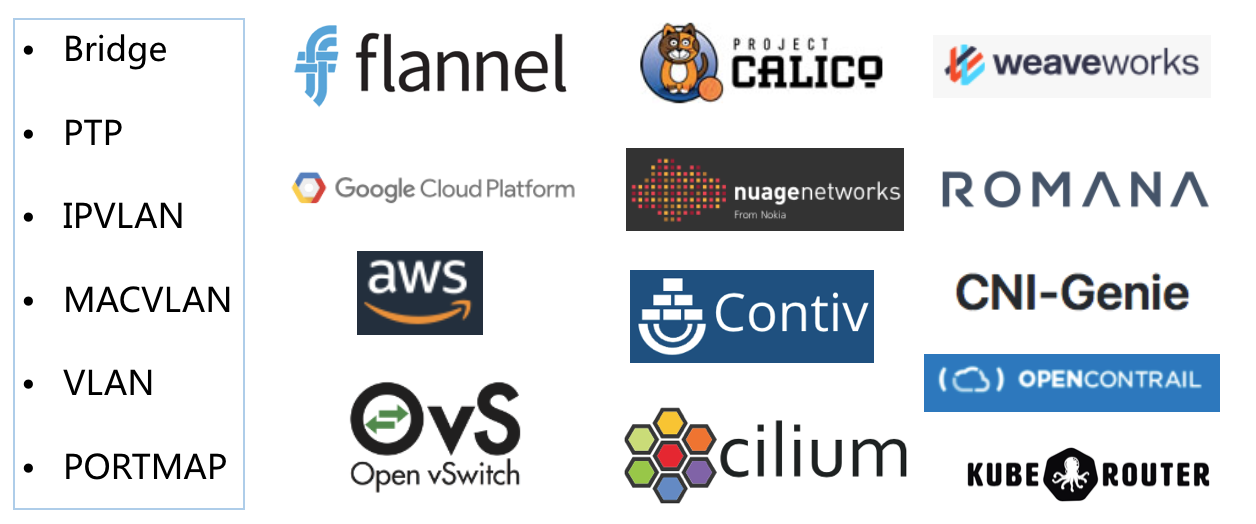 • Bridge
• PTP
• IPVLAN
• MACVLAN
• VLAN
• PORTMAP
flannel
Google Cloud Platform
aws
OvS
Open vSwitch
PROJECT
CALICO
nuagenetworks
From Nokia
Contiv
cilium
weaveworks
ROMANA
CNI-Genie
OPENCONTRAIL
KUBE ROUTER